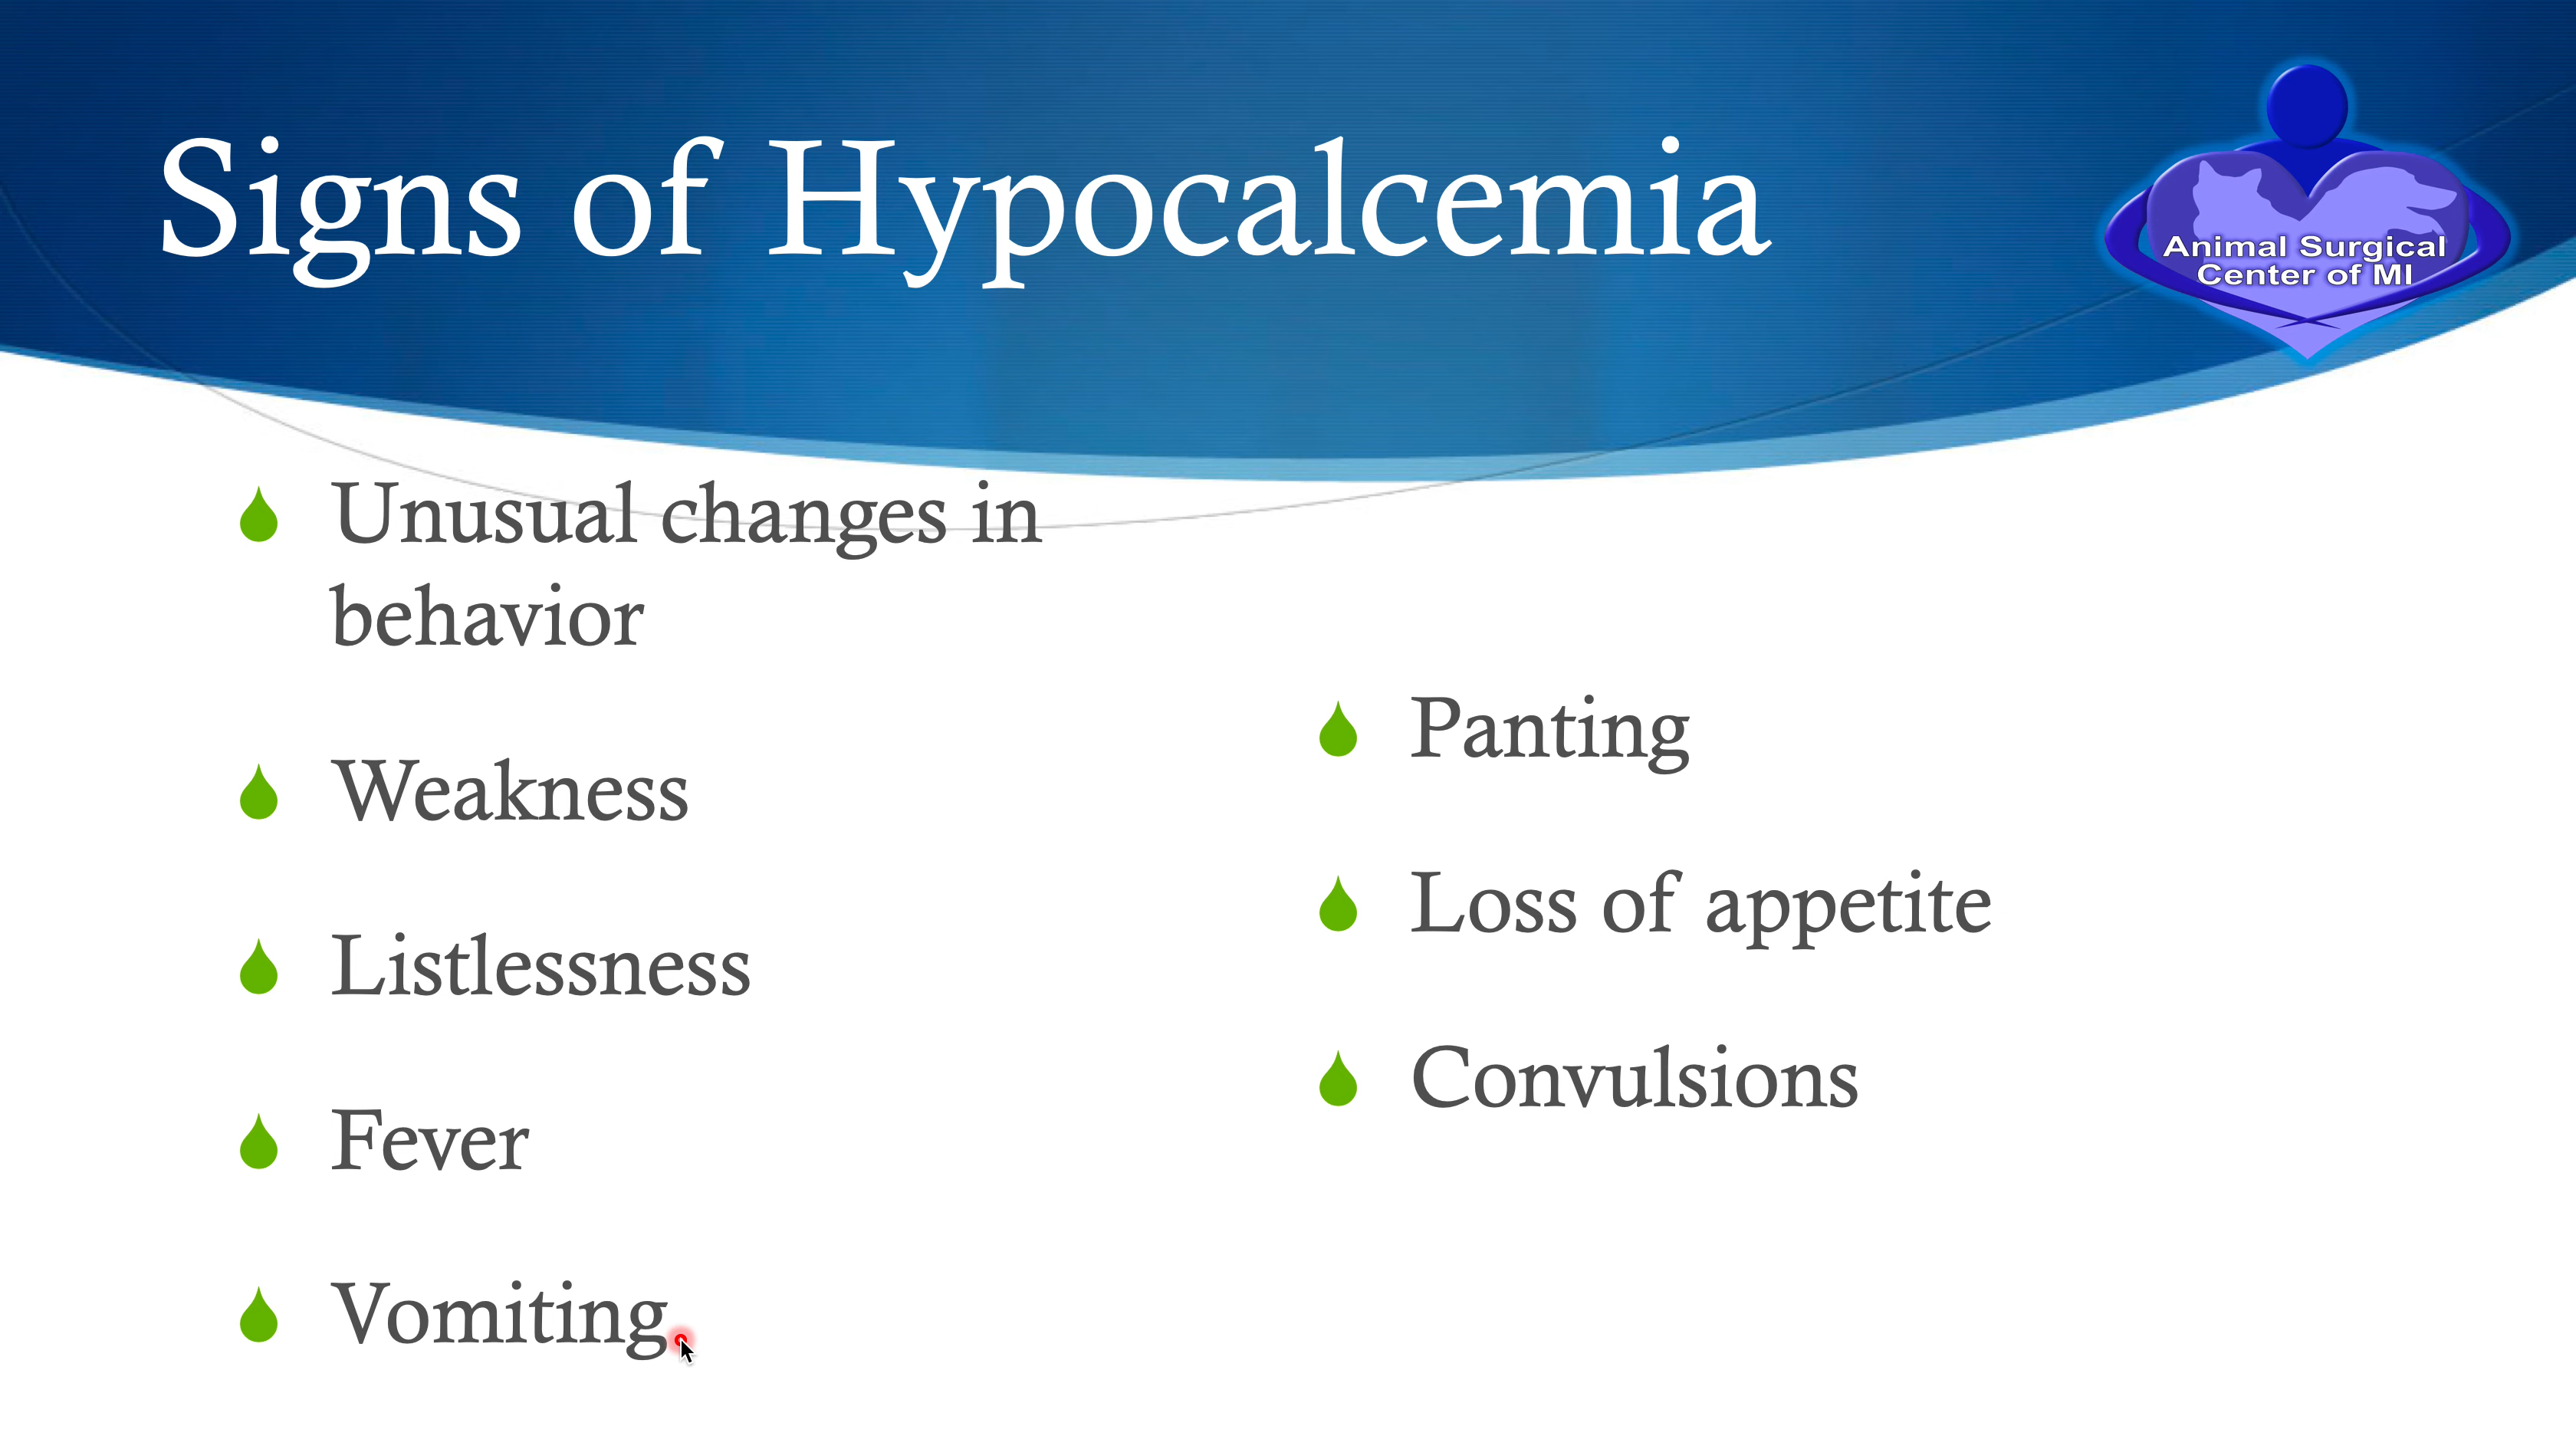 Signs of Hypocalcemia
Animal Surgical
Center of MI
Unusual changes in
behavior
Weakness
Listlessness
Fever
Vomiting
Panting
Loss of appetite
Convulsions